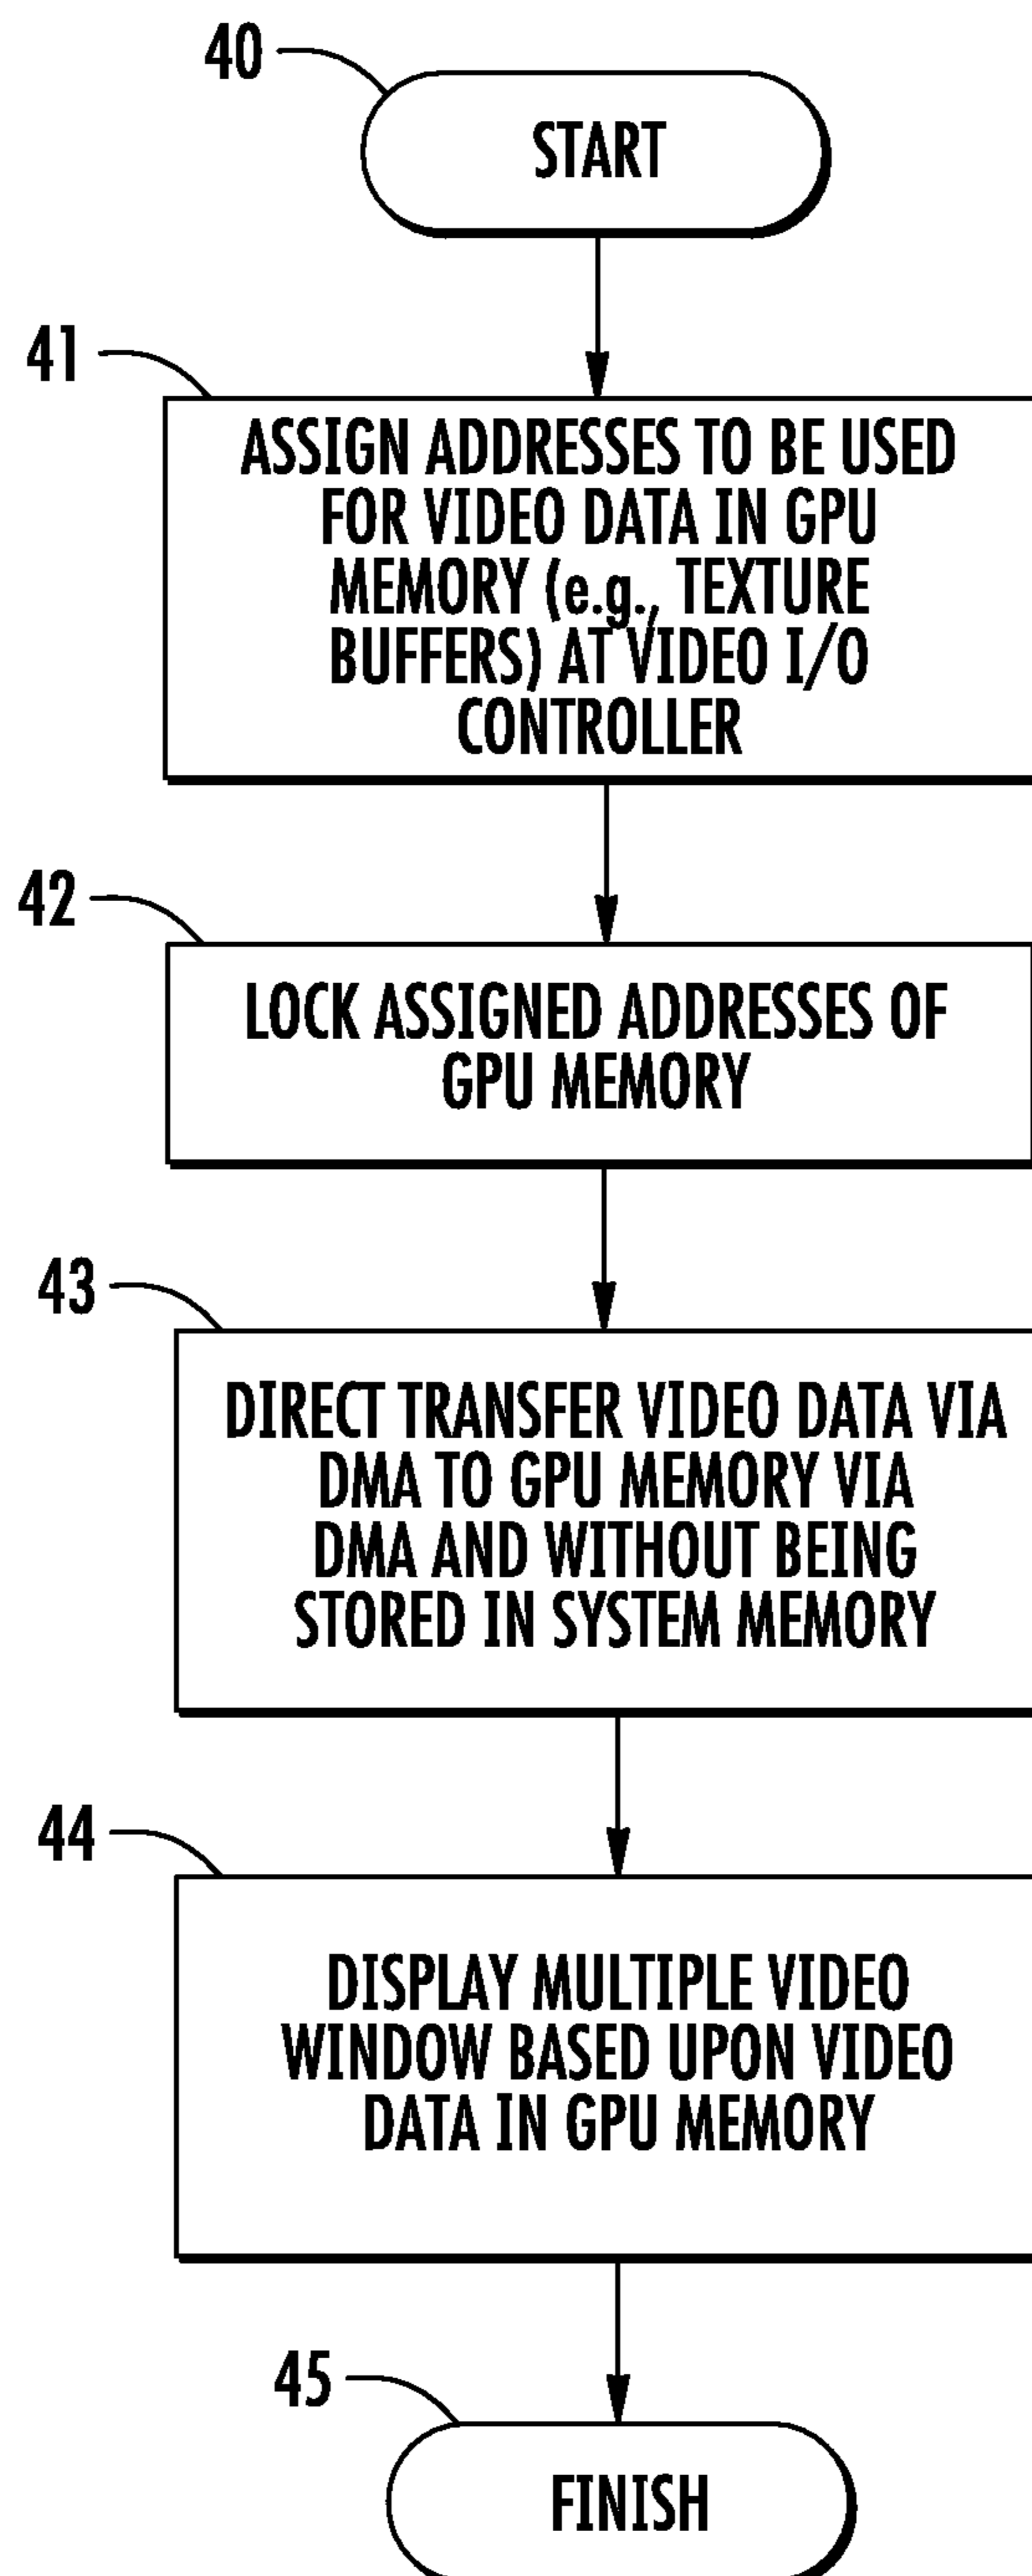 40
START
41
ASSIGN ADDRESSES TO BE USED
FOR VIDEO DATA IN GPU
MEMORY (e.g., TEXTURE
BUFFERS) AT VIDEO I/O
CONTROLLER
42
LOCK ASSIGNED ADDRESSES OF
GPU MEMORY
43
DIRECT TRANSFER VIDEO DATA VIA
DMA TO GPU MEMORY VIA
DMA AND WITHOUT BEING
STORED IN SYSTEM MEMORY
44
DISPLAY MULTIPLE VIDEO
WINDOW BASED UPON VIDEO
DATA IN GPU MEMORY
45
FINISH